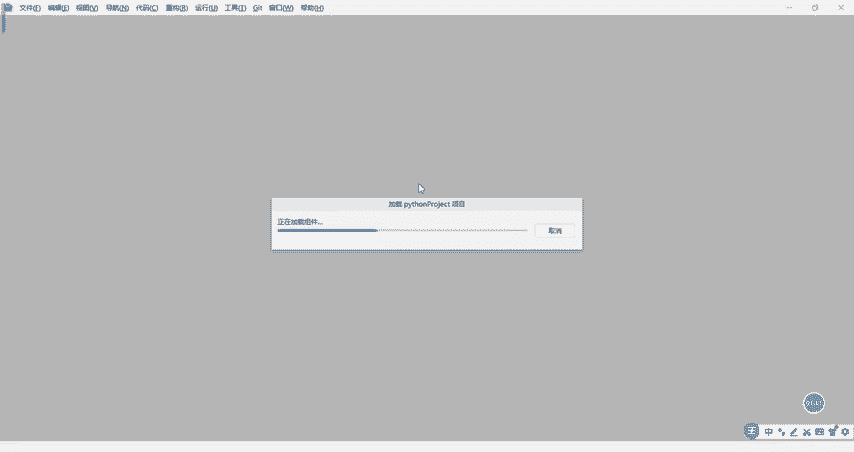 文件(F) 编辑(E) 视图(V) 导航(N) 代码(C) 重构(R) 运行(U) 工具(T) Git 窗口(W) 帮助(H)
加载 pythonProject 项目
正在加载组件...
取消
中